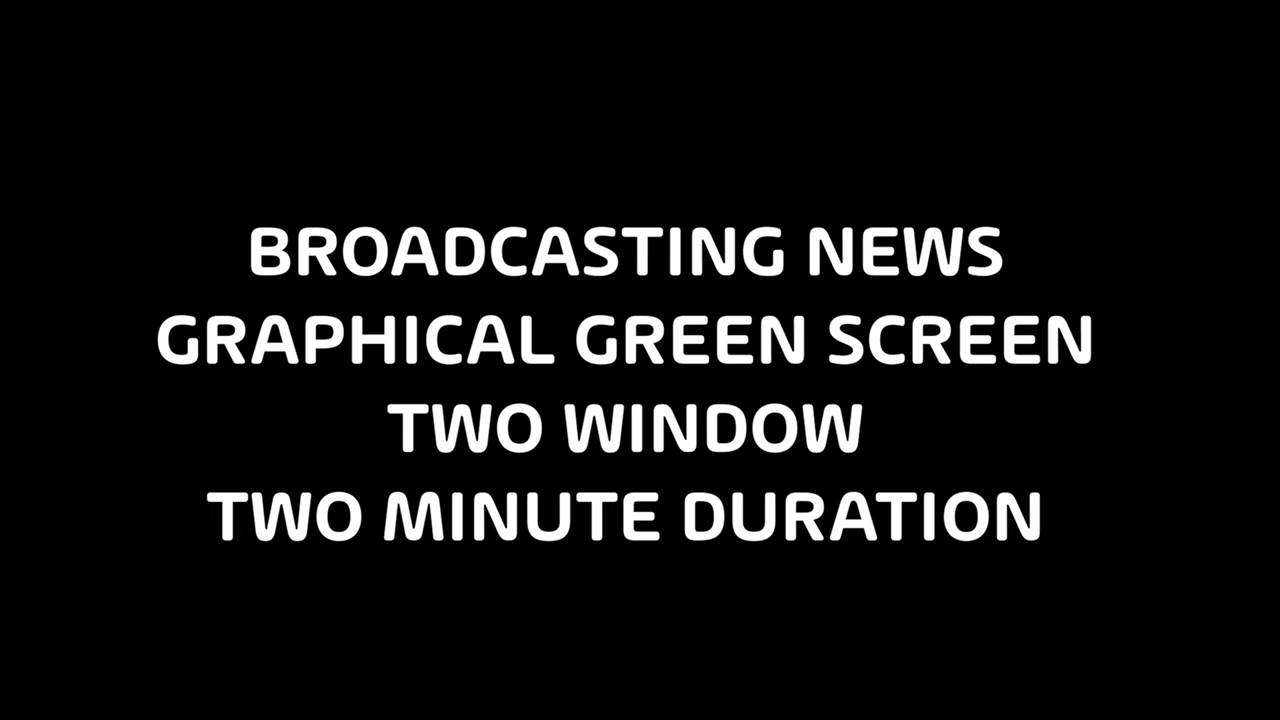 BROADCASTING NEWS
GRAPHICAL GREEN SCREEN
TWO WINDOW
TWO MINUTE DURATION